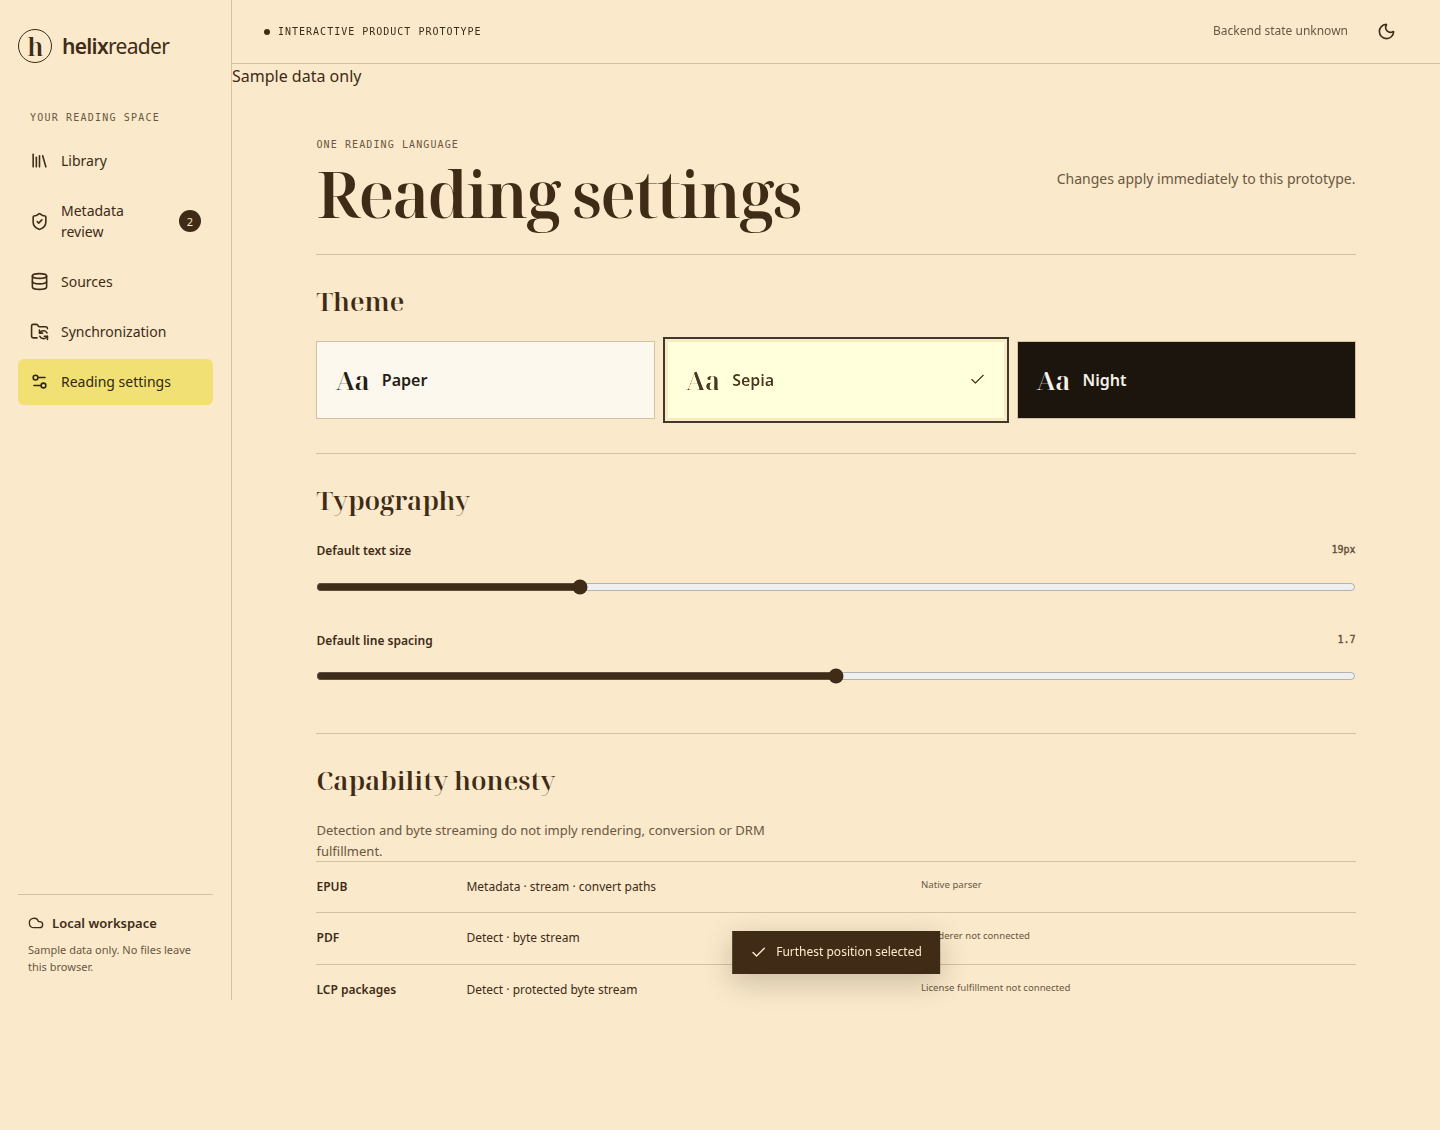 h helixreader
YOUR READING SPACE
Library
Metadata
review
2
Sources
Synchronization
Reading settings
Local workspace
Sample data only. No files leave
this browser.
INTERACTIVE PRODUCT PROTOTYPE
Backend state unknown
Sample data only
ONE READING LANGUAGE
Reading settings
Changes apply immediately to this prototype.
Theme
Aa Paper
Aa Sepia
Aa Night
Typography
Default text size 19px
Default line spacing 1.7
Capability honesty
Detection and byte streaming do not imply rendering, conversion or DRM
fulfillment.
EPUB Metadata · stream · convert paths Native parser
PDF Detect · byte stream not connected
Furthest position selected
LCP packages Detect · protected byte stream License fulfillment not connected